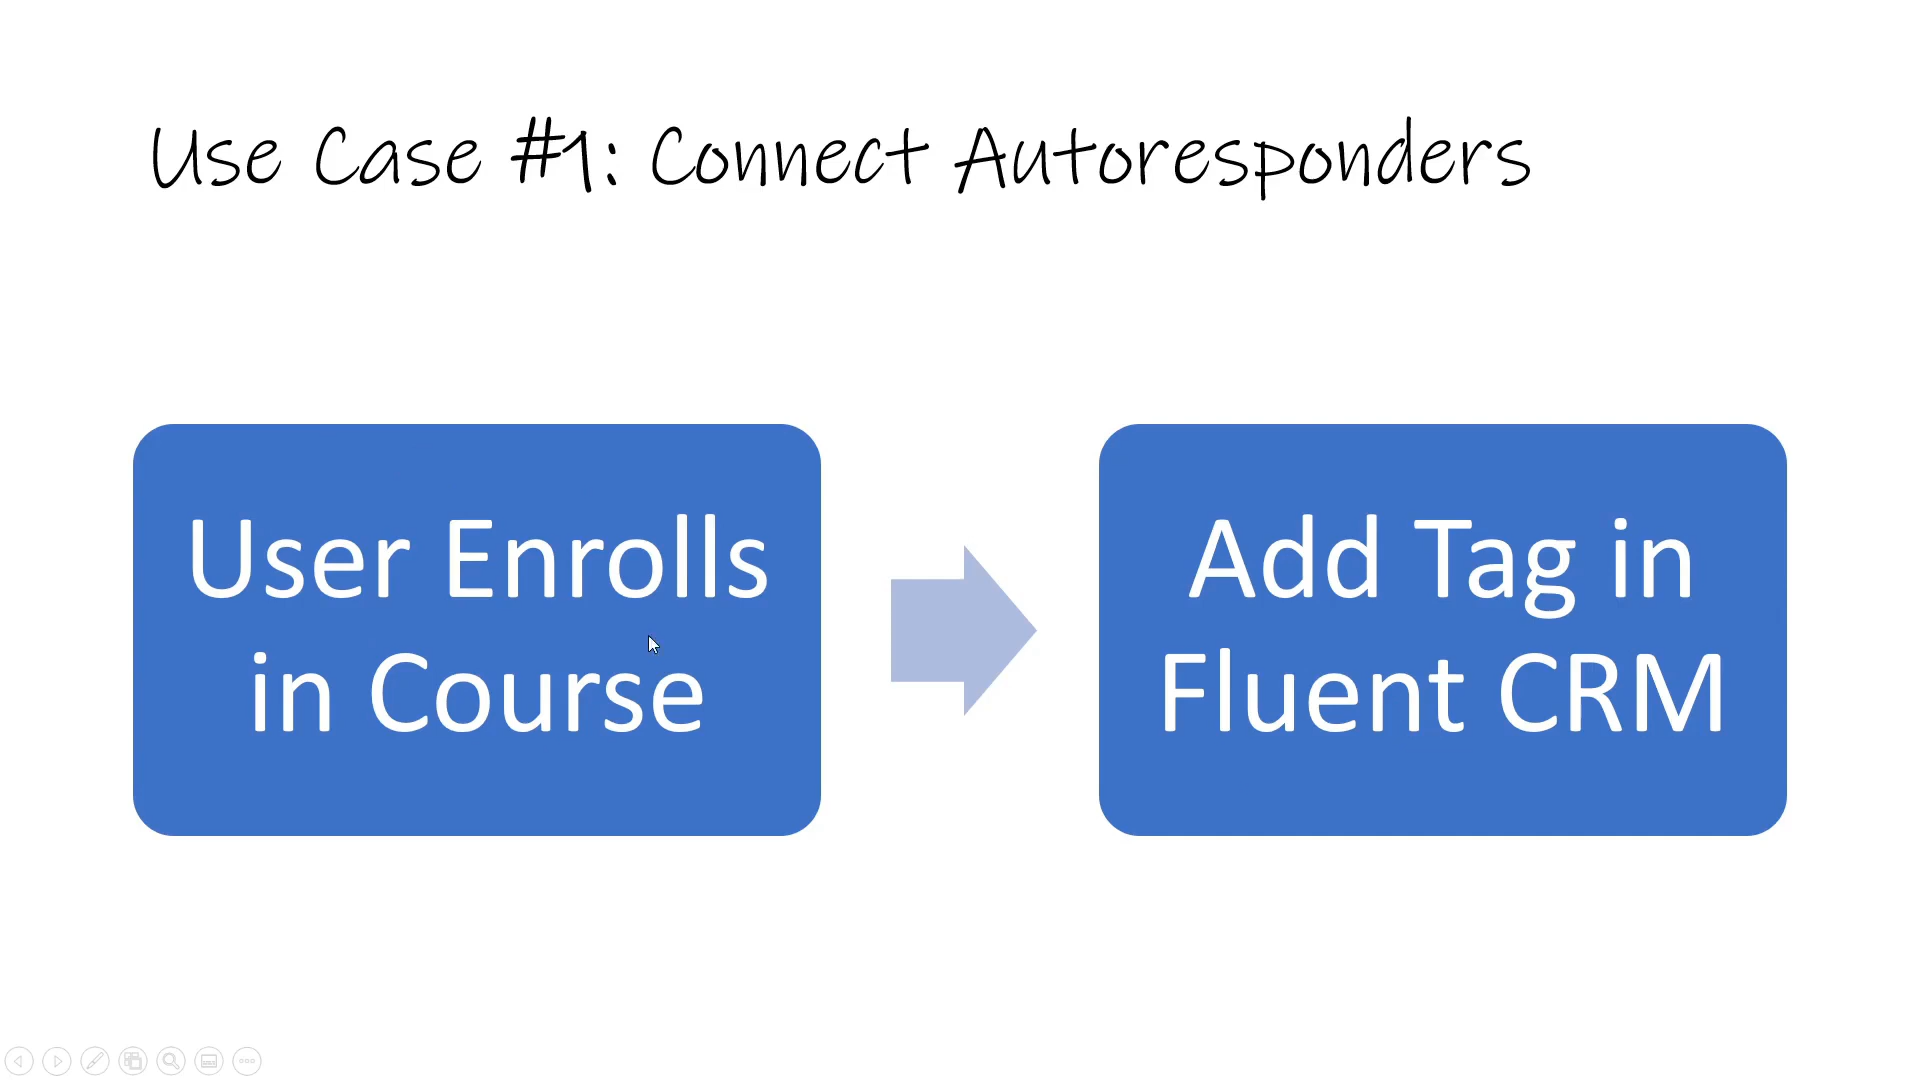 Use Case #1: Connect Autoresponders
User Enrolls
in Course
Add Tag in
Fluent CRM